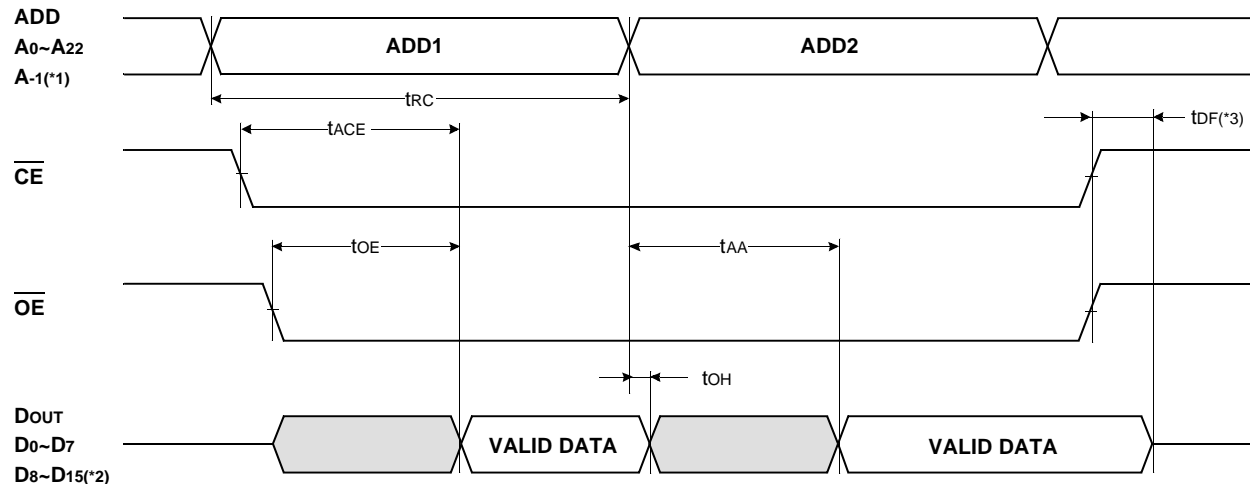 ADD
A0~A22
A-1(*1)
ADD1
ADD2
tRC
tACE
tDF(*3)
CE
tOE
tAA
OE
tOH
DOUT
D0~D7
D8~D15(*2)
VALID DATA
VALID DATA